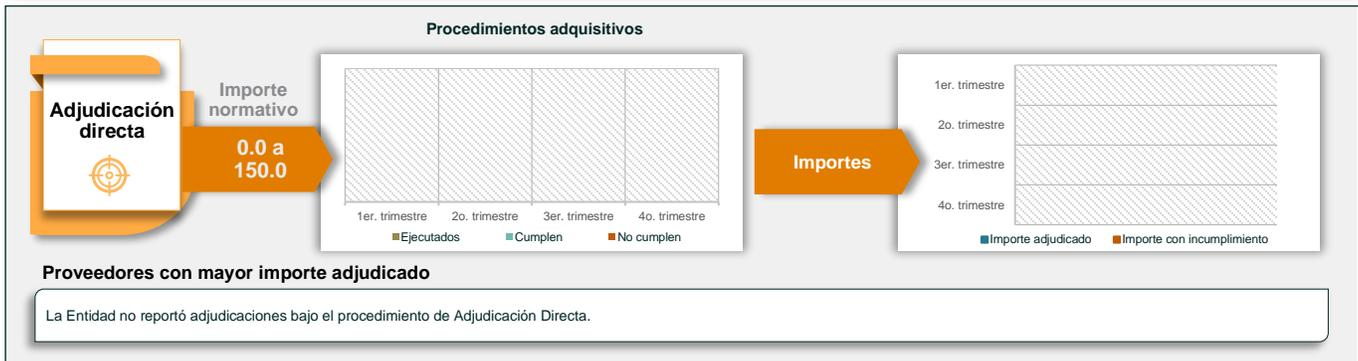 Procedimientos adquisitivos
Adjudicación
directa
Importe
normativo
0.0 a
150.0
1er. trimestre
2o. trimestre
3er. trimestre
4o. trimestre
Ejecutados
Cumplen
No cumplen
Importes
1er. trimestre
2o. trimestre
3er. trimestre
4o. trimestre
Importe adjudicado
Importe con incumplimiento
Proveedores con mayor importe adjudicado
La Entidad no reportó adjudicaciones bajo el procedimiento de Adjudicación Directa.